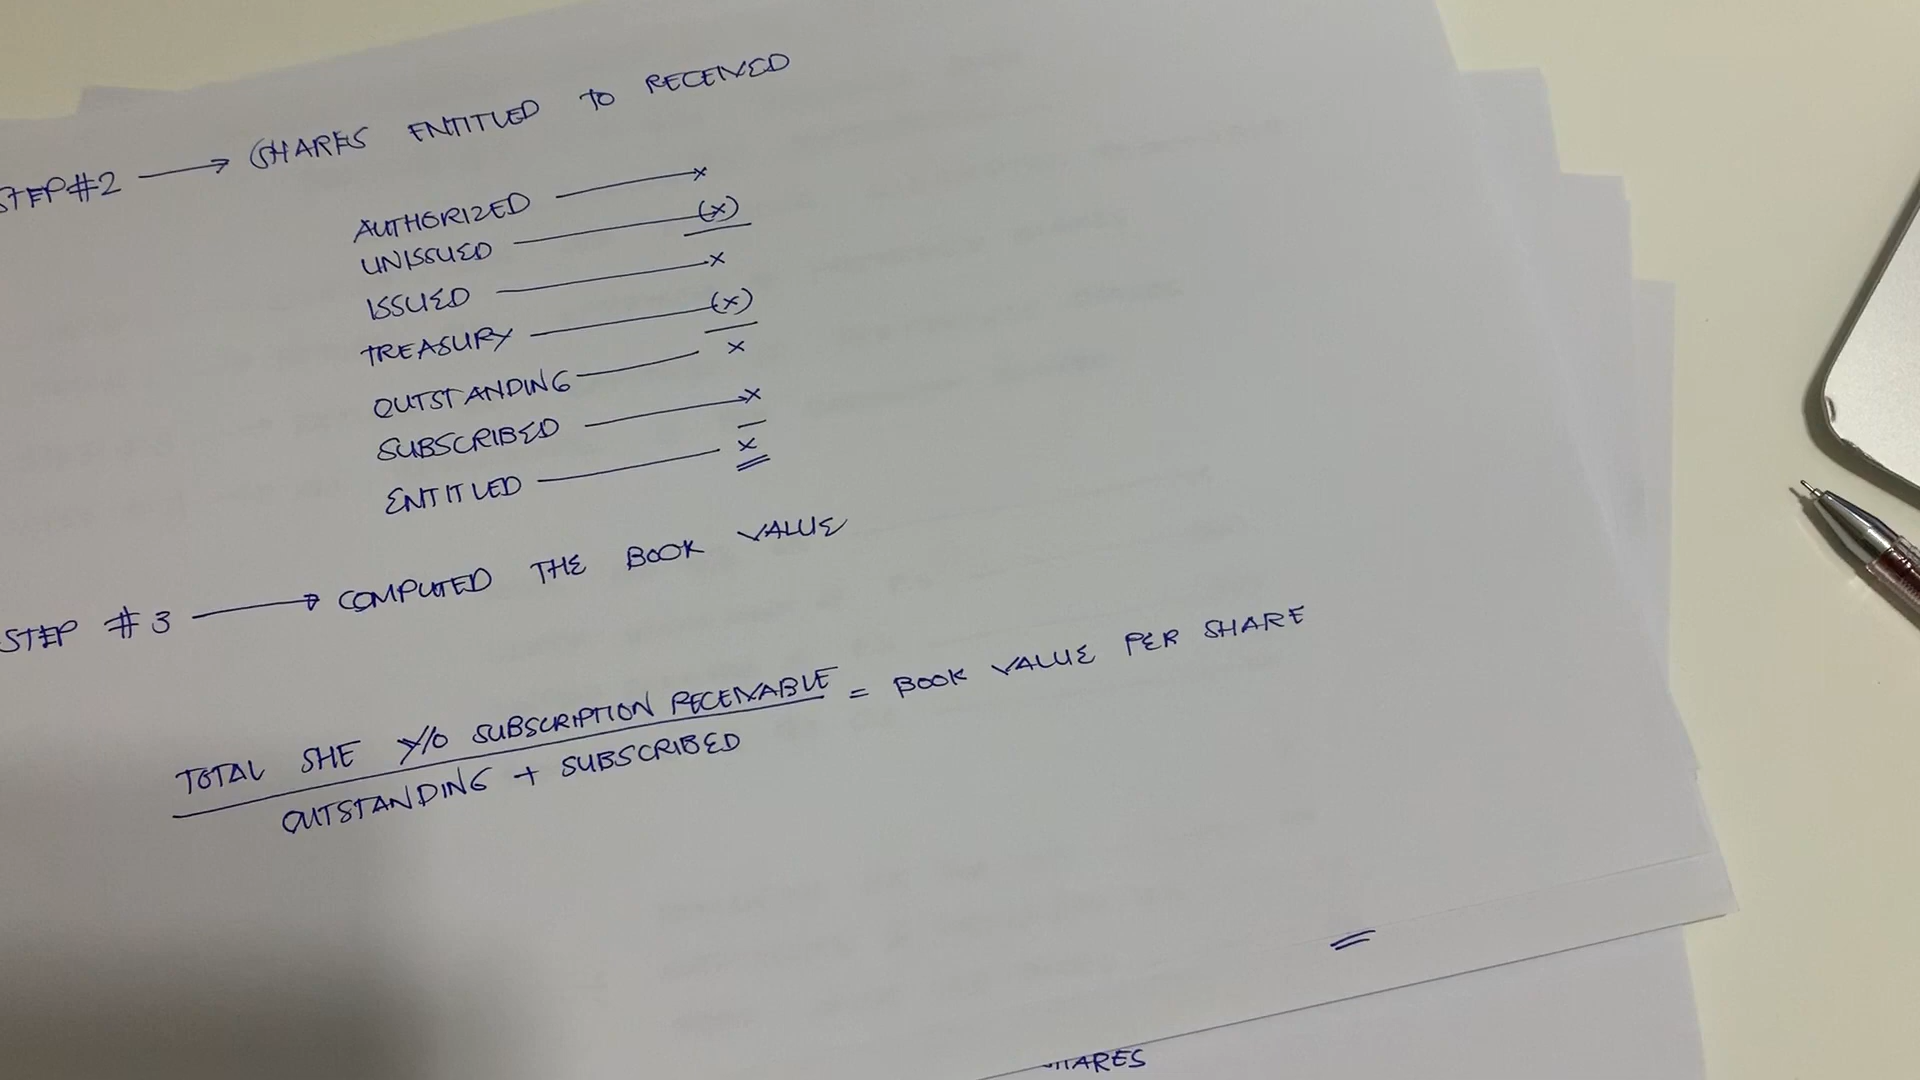 STEP #2 → SHARES ENTITLED TO RECEIVED
AUTHORIZED → x
UNISSUED — (x)
ISSUED → x
TREASURY — (x)
OUTSTANDING — x
SUBSCRIBED → x
ENTITLED — x
STEP #3 → COMPUTED THE BOOK VALUE
TOTAL SHE Y/O SUBSCRIPTION RECEIVABLE = BOOK VALUE PER SHARE
OUTSTANDING + SUBSCRIBED